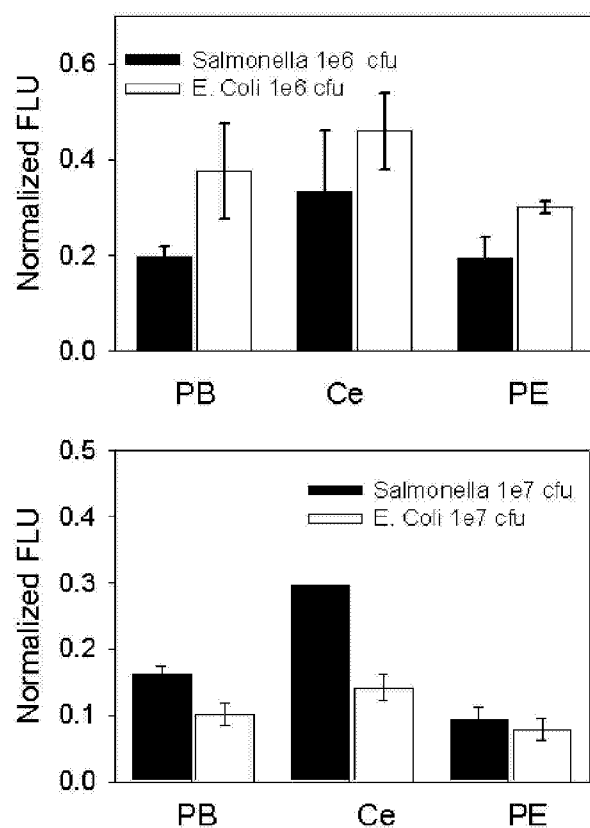 Normalized FLU
0.6
0.4
0.2
0.0
Salmonella 1e6 cfu
E. Coli 1e6 cfu
PB Ce PE
Normalized FLU
0.5
0.4
0.3
0.2
0.1
0.0
Salmonella 1e7 cfu
E. Coli 1e7 cfu
PB Ce PE